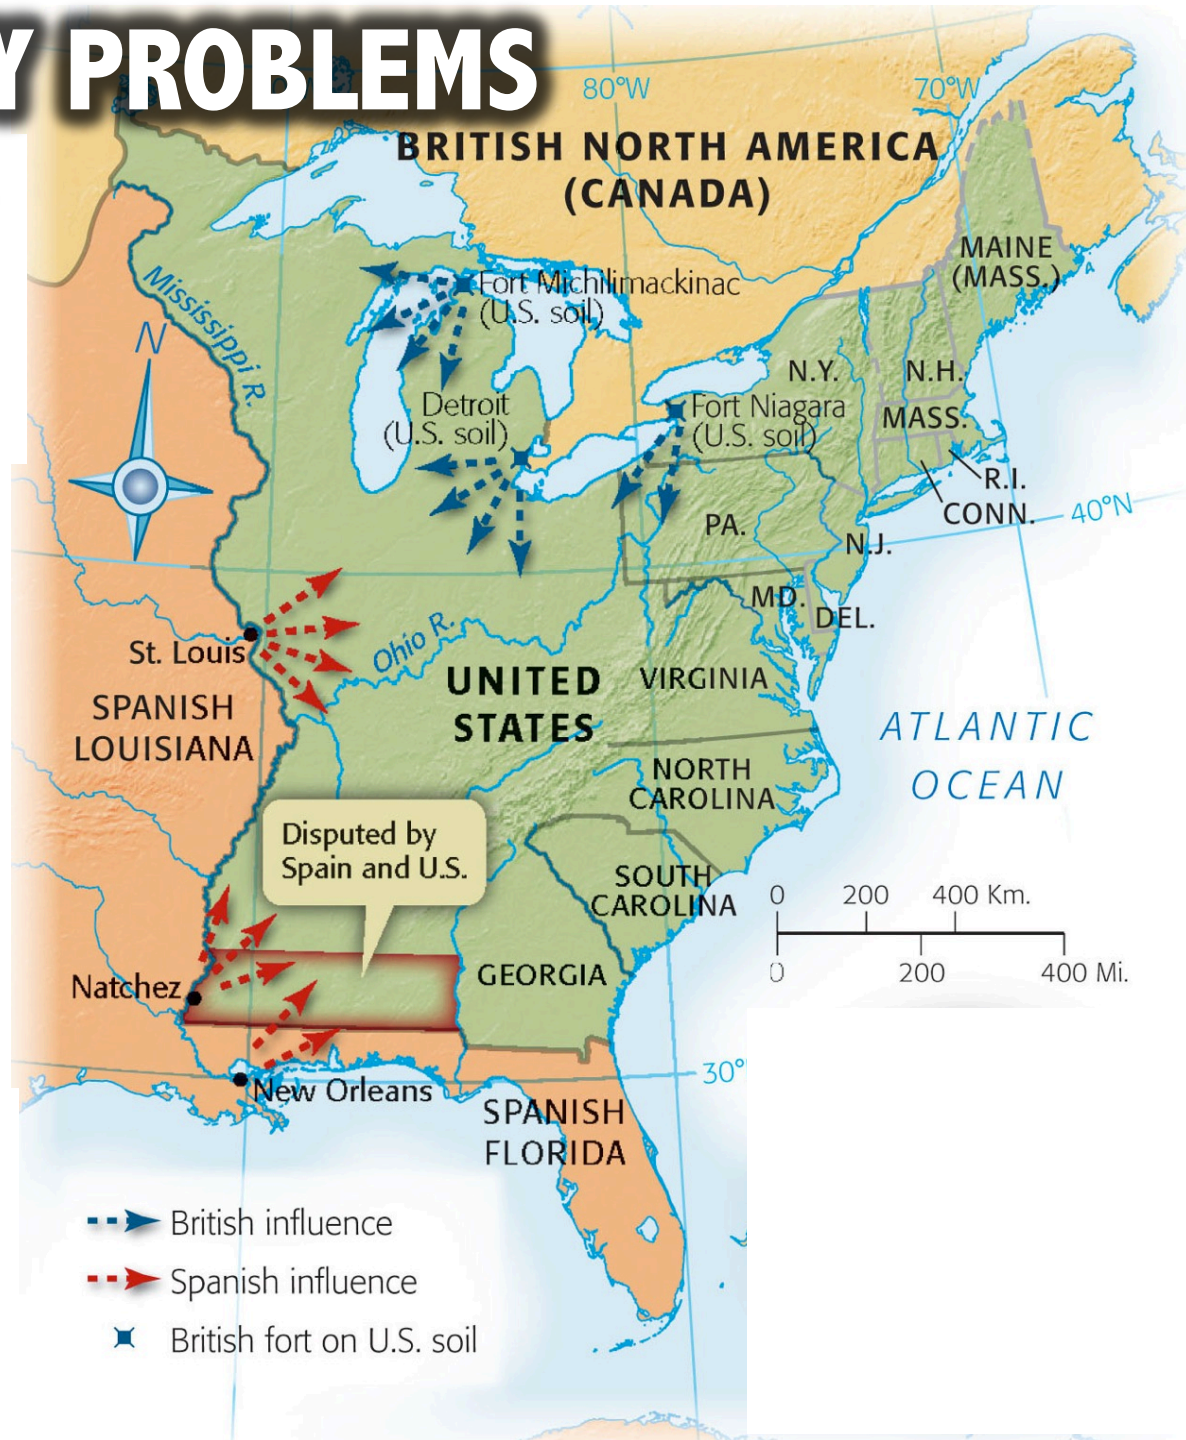 Y PROBLEMS
80°W
70°W
BRITISH NORTH AMERICA
(CANADA)
MAINE
(MASS.)
Mississippi R.
Fort Michilimackinac
(U.S. soil)
N
N.Y.
N.H.
Detroit
(U.S. soil)
Fort Niagara
(U.S. soil)
MASS.
R.I.
CONN.
40°N
PA.
N.J.
MD.
DEL.
St. Louis
Ohio R.
UNITED
STATES
VIRGINIA
SPANISH
LOUISIANA
ATLANTIC
OCEAN
NORTH
CAROLINA
Disputed by
Spain and U.S.
SOUTH
CAROLINA
0 200 400 Km.
0 200 400 Mi.
Natchez
GEORGIA
30°
New Orleans
SPANISH
FLORIDA
British influence
Spanish influence
British fort on U.S. soil